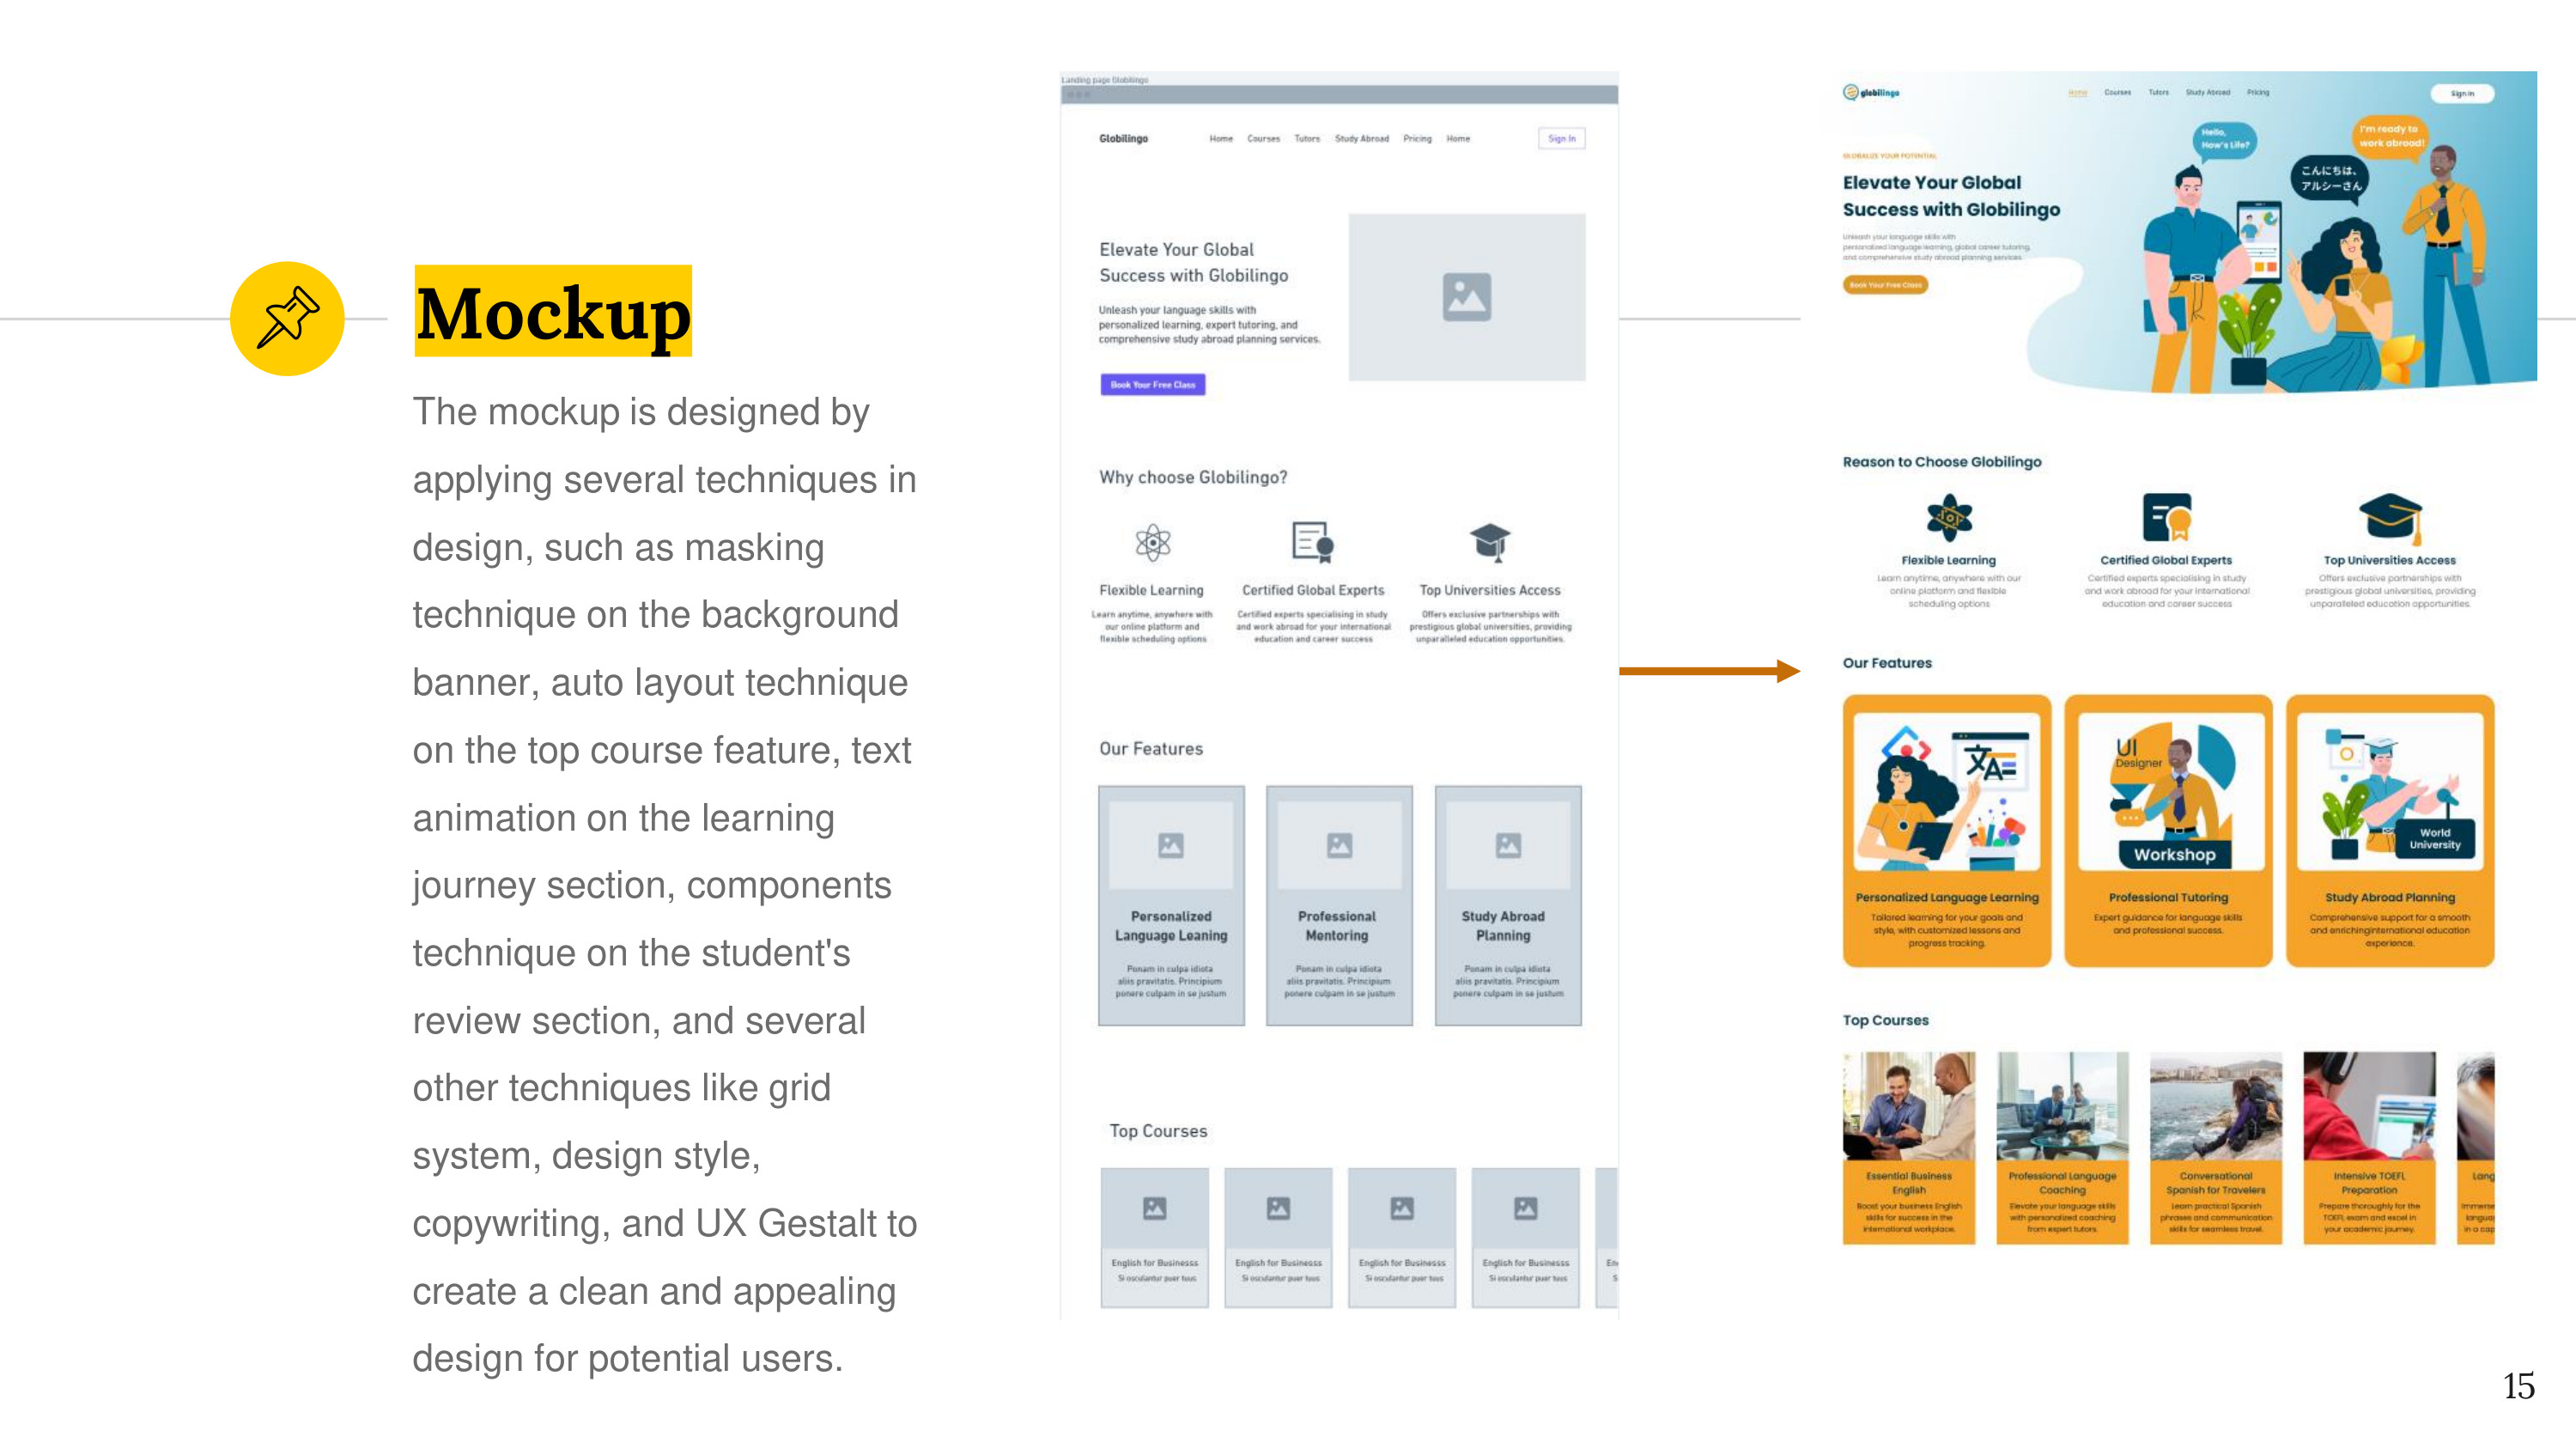 Mockup
The mockup is designed by
applying several techniques in
design, such as masking
technique on the background
banner, auto layout technique
on the top course feature, text
animation on the learning
journey section, components
technique on the student's
review section, and several
other techniques like grid
system, design style,
copywriting, and UX Gestalt to
create a clean and appealing
design for potential users.
Landing page Globilingo
Globilingo Home Courses Tutors Study Abroad Pricing Home Sign In
Elevate Your Global
Success with Globilingo
Unleash your language skills with
personalized learning, expert tutoring, and
comprehensive study abroad planning services.
Book Your Free Class
Why choose Globilingo?
Flexible Learning
Learn anytime, anywhere with
our online platform and
flexible scheduling options
Certified Global Experts
Certified experts specialising in study
and work abroad for your international
education and career success
Top Universities Access
Offers exclusive partnerships with
prestigious global universities, providing
unparalleled education opportunities.
Our Features
Personalized
Language Leaning
Ponam in culpa idiota
aliis pravitatis. Principium
ponere culpam in se justum
Professional
Mentoring
Ponam in culpa idiota
aliis pravitatis. Principium
ponere culpam in se justum
Study Abroad
Planning
Ponam in culpa idiota
aliis pravitatis. Principium
ponere culpam in se justum
Top Courses
English for Businesss
Si osculantur puer tuus
English for Businesss
Si osculantur puer tuus
English for Businesss
Si osculantur puer tuus
English for Businesss
Si osculantur puer tuus
En
S
globilingo
Home Courses Tutors Study Abroad Pricing Sign In
Hello,
How's Life?
I'm ready to
work abroad!
こんにちは、
アルシーさん
GLOBALIZE YOUR POTENTIAL
Elevate Your Global
Success with Globilingo
Unleash your language skills with
personalized language learning, global career tutoring,
and comprehensive study abroad planning services.
Book Your Free Class
Reason to Choose Globilingo
Flexible Learning
Learn anytime, anywhere with our
online platform and flexible
scheduling options
Certified Global Experts
Certified experts specialising in study
and work abroad for your international
education and career success
Top Universities Access
Offers exclusive partnerships with
prestigious global universities, providing
unparalleled education opportunities.
Our Features
Personalized Language Learning
Tailored learning for your goals and
style, with customized lessons and
progress tracking.
UI
Designer
Workshop
Professional Tutoring
Expert guidance for language skills
and professional success.
World
University
Study Abroad Planning
Comprehensive support for a smooth
and enrichinginternational education
experience.
Top Courses
Essential Business
English
Boost your business English
skills for success in the
international workplace.
Professional Language
Coaching
Elevate your language skills
with personalized coaching
from expert tutors.
Conversational
Spanish for Travelers
Learn practical Spanish
phrases and communication
skills for seamless travel.
Intensive TOEFL
Preparation
Prepare thoroughly for the
TOEFL exam and excel in
your academic journey.
Lang
Immerse
languag
in a cap
15